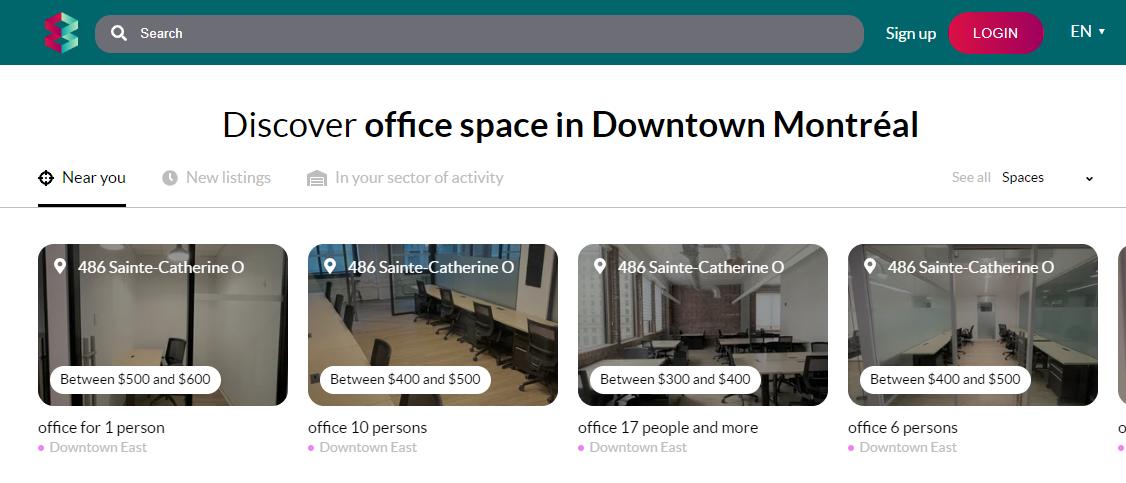 Search
Sign up
LOGIN
EN
Discover office space in Downtown Montréal
Near you
New listings
In your sector of activity
See all
Spaces
486 Sainte-Catherine O
Between $500 and $600
office for 1 person
Downtown East
486 Sainte-Catherine O
Between $400 and $500
office 10 persons
Downtown East
486 Sainte-Catherine O
Between $300 and $400
office 17 people and more
Downtown East
486 Sainte-Catherine O
Between $400 and $500
office 6 persons
Downtown East